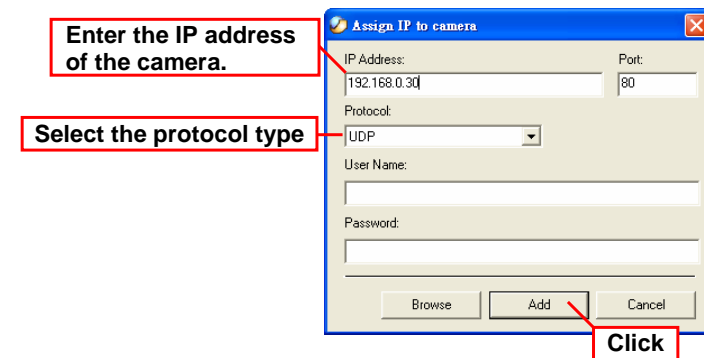 Assign IP to camera
Enter the IP address
of the camera.
IP Address:
Port:
192.168.0.30
80
Protocol:
Select the protocol type
UDP
User Name:
Password:
Browse
Add
Cancel
Click